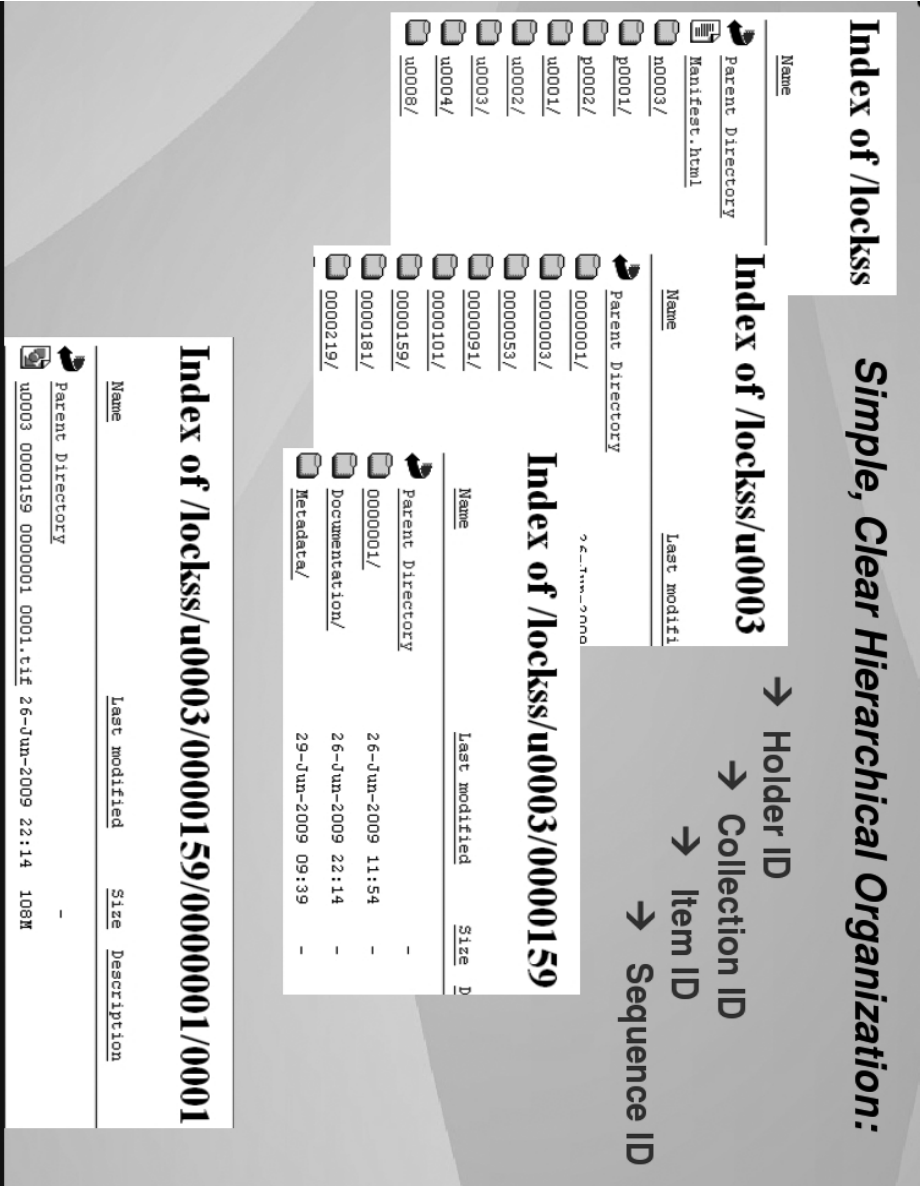 Simple, Clear Hierarchical Organization:
→ Holder ID
→ Collection ID
→ Item ID
→ Sequence ID
Index of /lockss
Name
Parent Directory
Manifest.html
n0003/
p0001/
p0002/
u0001/
u0002/
u0003/
u0004/
u0008/
Index of /lockss/u0003
Name Last modifi
Parent Directory
0000001/ 26-Jun-2009
0000003/
0000053/
0000091/
0000101/
0000159/
0000181/
0000219/
Index of /lockss/u0003/0000159
Name Last modified Size D
Parent Directory -
0000001/ 26-Jun-2009 11:54 -
Documentation/ 26-Jun-2009 22:14 -
Metadata/ 29-Jun-2009 09:39 -
Index of /lockss/u0003/0000159/0000001/0001
Name Last modified Size Description
Parent Directory -
u0003 0000159 0000001 0001.tif 26-Jun-2009 22:14 108M